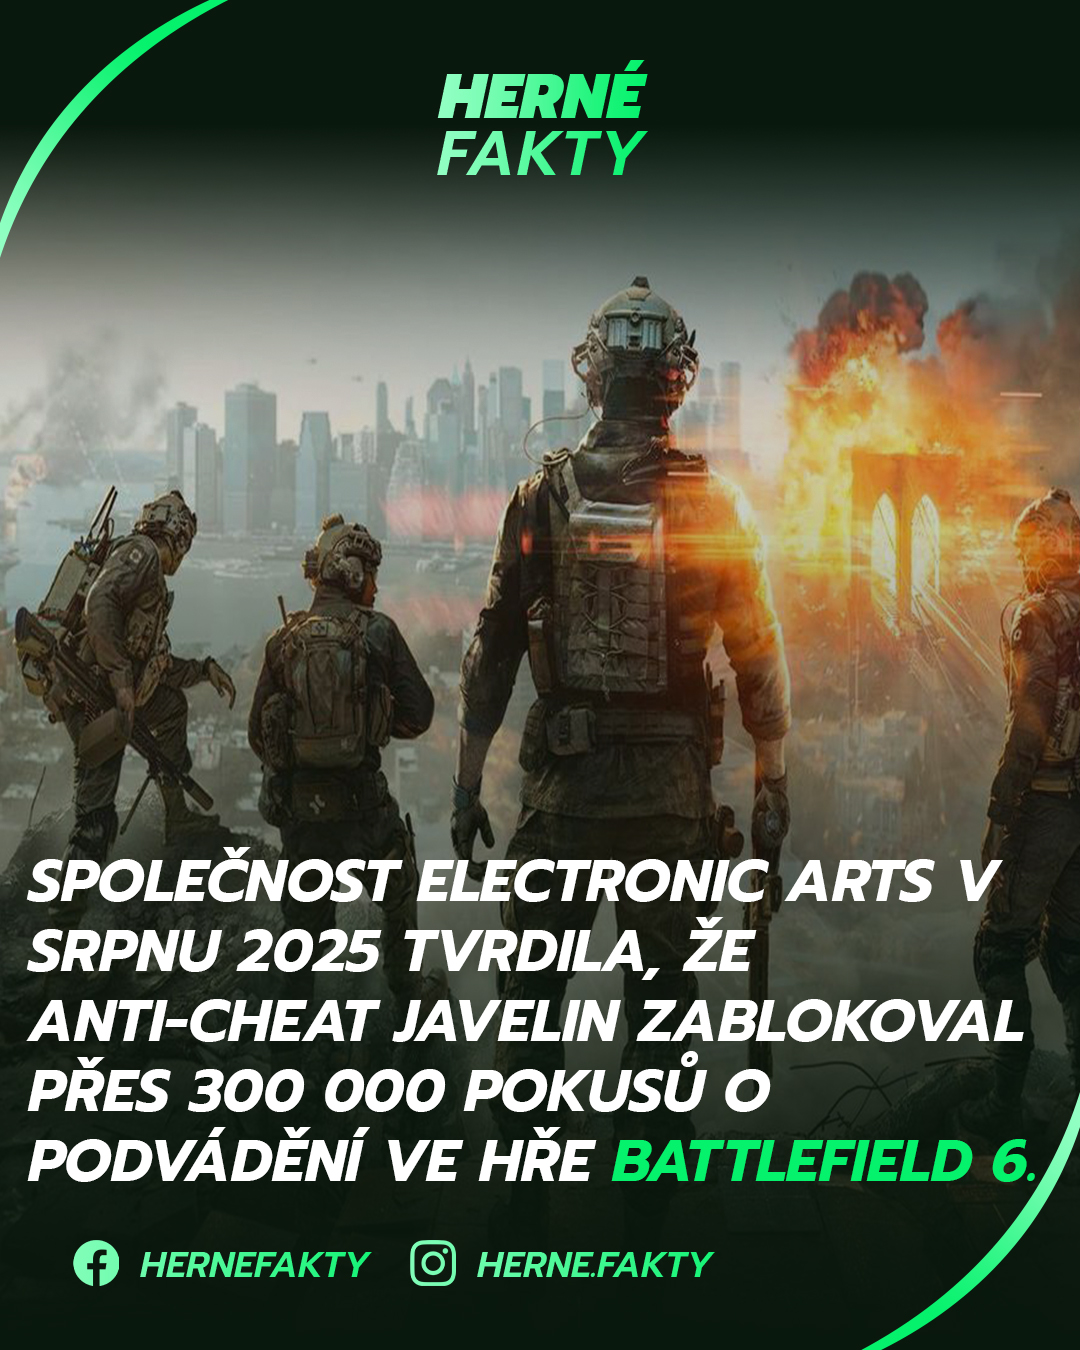 HERNÉ
FAKTY
SPOLEČNOST ELECTRONIC ARTS V
SRPNU 2025 TVRDILA, ŽE
ANTI-CHEAT JAVELIN ZABLOKOVAL
PŘES 300 000 POKUSŮ O
PODVÁDĚNÍ VE HŘE BATTLEFIELD 6.
HERNEFAKTY HERNE.FAKTY